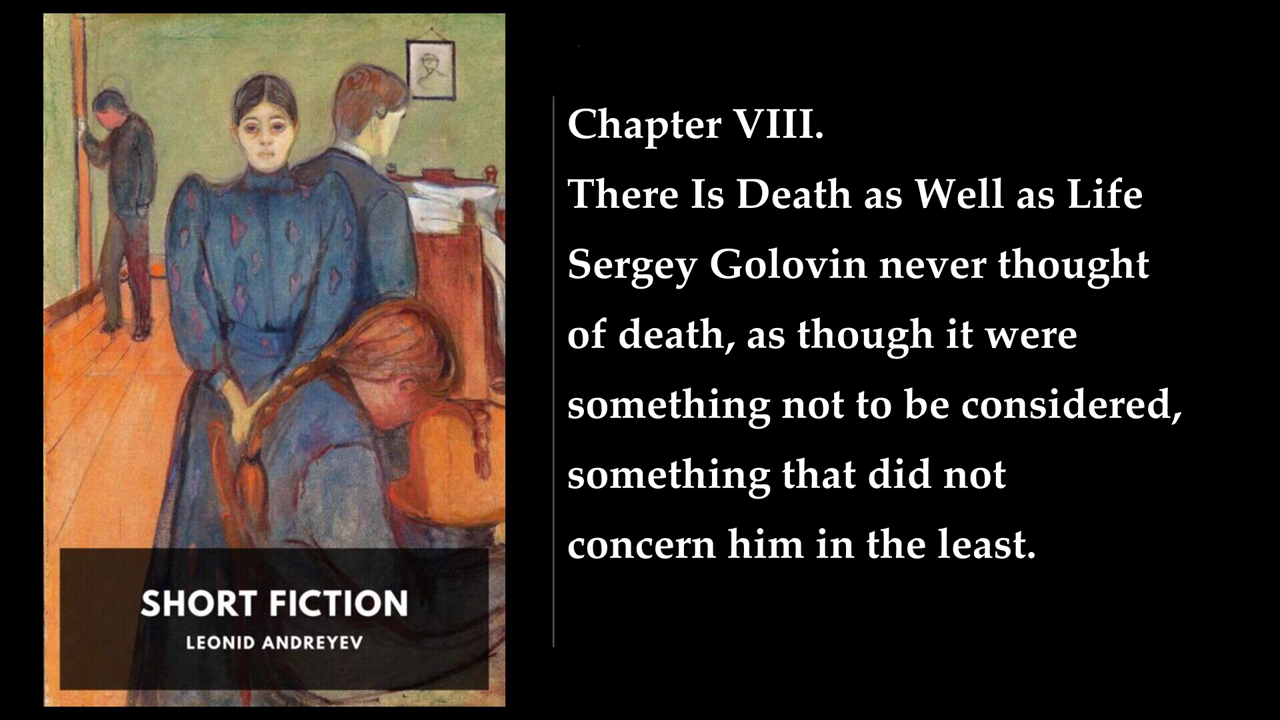 SHORT FICTION
LEONID ANDREYEV
Chapter VIII.
There Is Death as Well as Life
Sergey Golovin never thought
of death, as though it were
something not to be considered,
something that did not
concern him in the least.